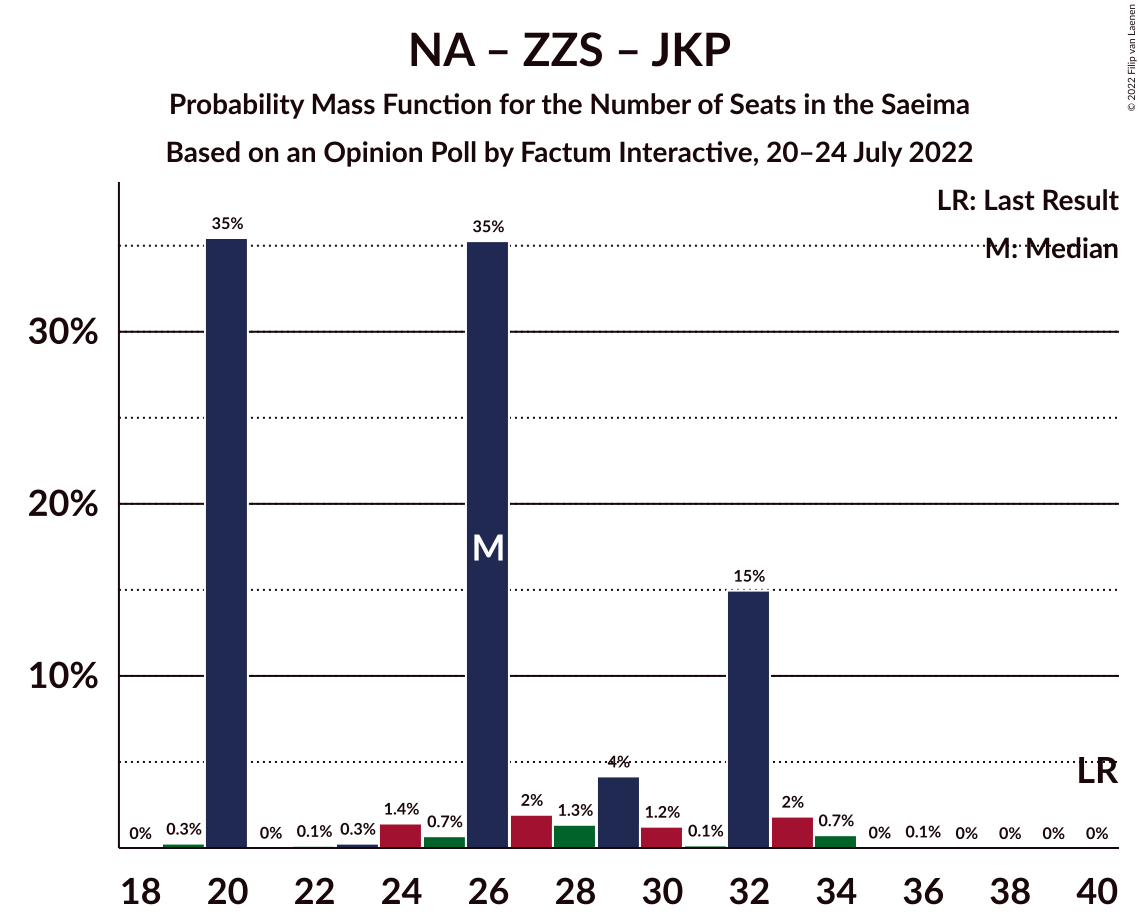 NA – ZZS – JKP
Probability Mass Function for the Number of Seats in the Saeima
Based on an Opinion Poll by Factum Interactive, 20–24 July 2022
© 2022 Filip van Laenen
LR: Last Result
M: Median
30%
20%
10%
0% 0.3% 35% 0% 0.1% 0.3% 1.4% 0.7% 35% 2% 1.3% 4% 1.2% 0.1% 15% 2% 0.7% 0% 0.1% 0% 0% 0% 0%
M
LR
18 20 22 24 26 28 30 32 34 36 38 40